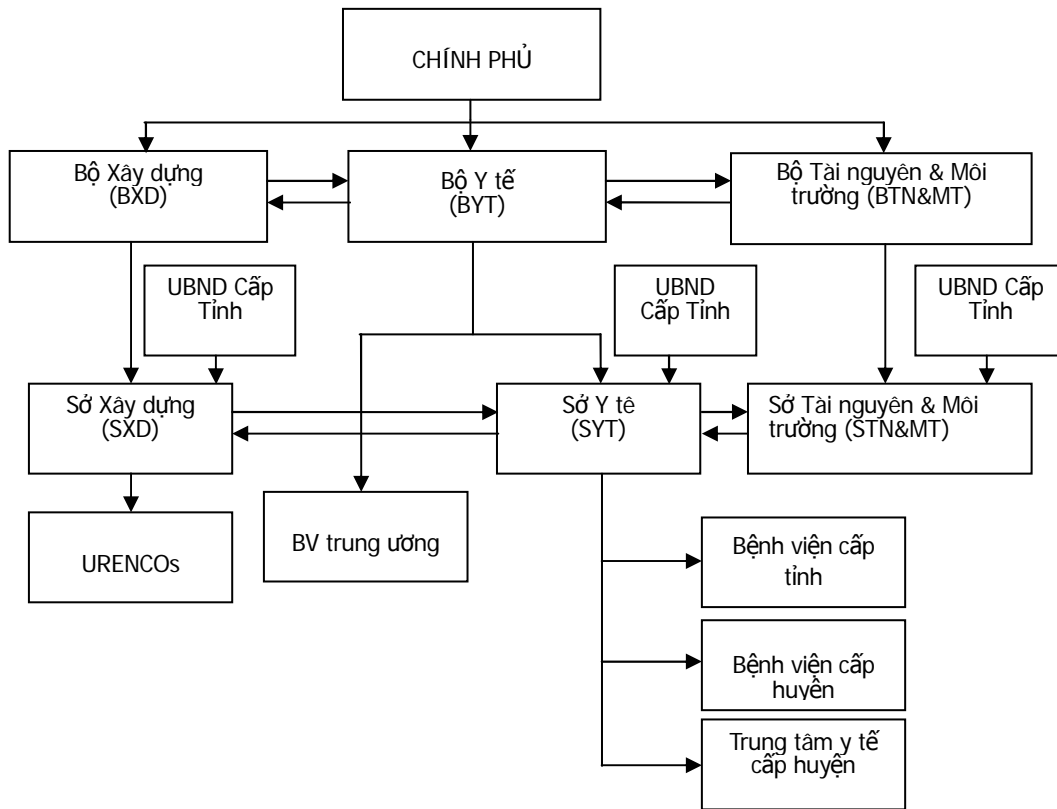 CHÍNH PHỦ
Bộ Xây dựng
(BXD)
Bộ Y tế
(BYT)
Bộ Tài nguyên & Môi
trường (BTN&MT)
UBND Cấp
Tỉnh
UBND
Cấp Tỉnh
UBND Cấp
Tỉnh
Sở Xây dựng
(SXD)
Sở Y tê
(SYT)
Sở Tài nguyên & Môi
trường (STN&MT)
URENCOs
BV trung ương
Bệnh viện cấp
tỉnh
Bệnh viện cấp
huyện
Trung tâm y tế
cấp huyện